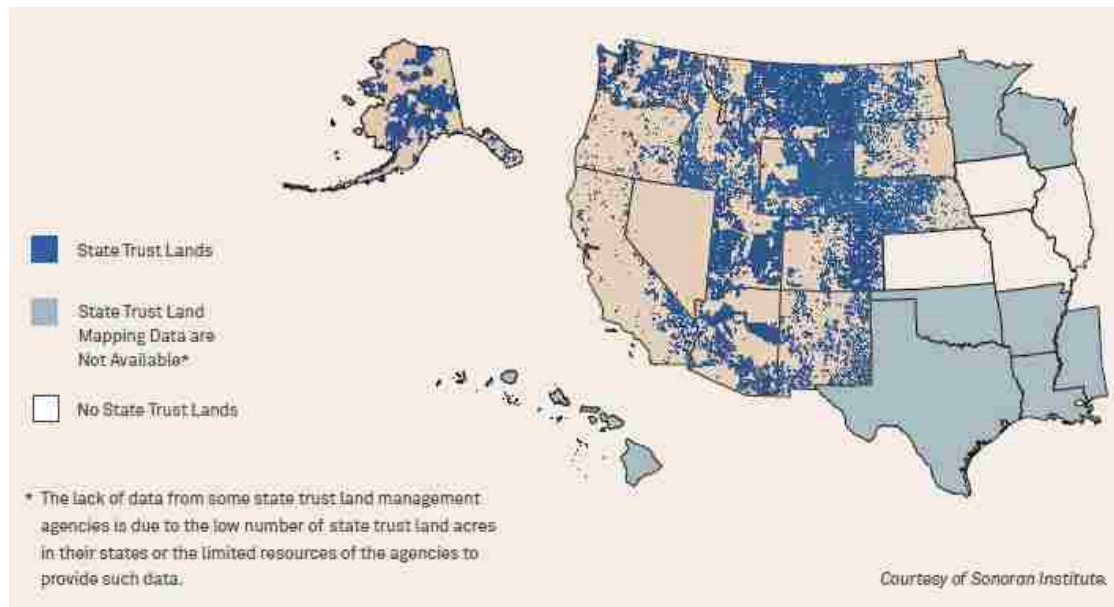 State Trust Lands
State Trust Land
Mapping Data are
Not Available*
No State Trust Lands
* The lack of data from some state trust land management
agencies is due to the low number of state trust land acres
in their states or the limited resources of the agencies to
provide such data.
Courtesy of Sonoran Institute.